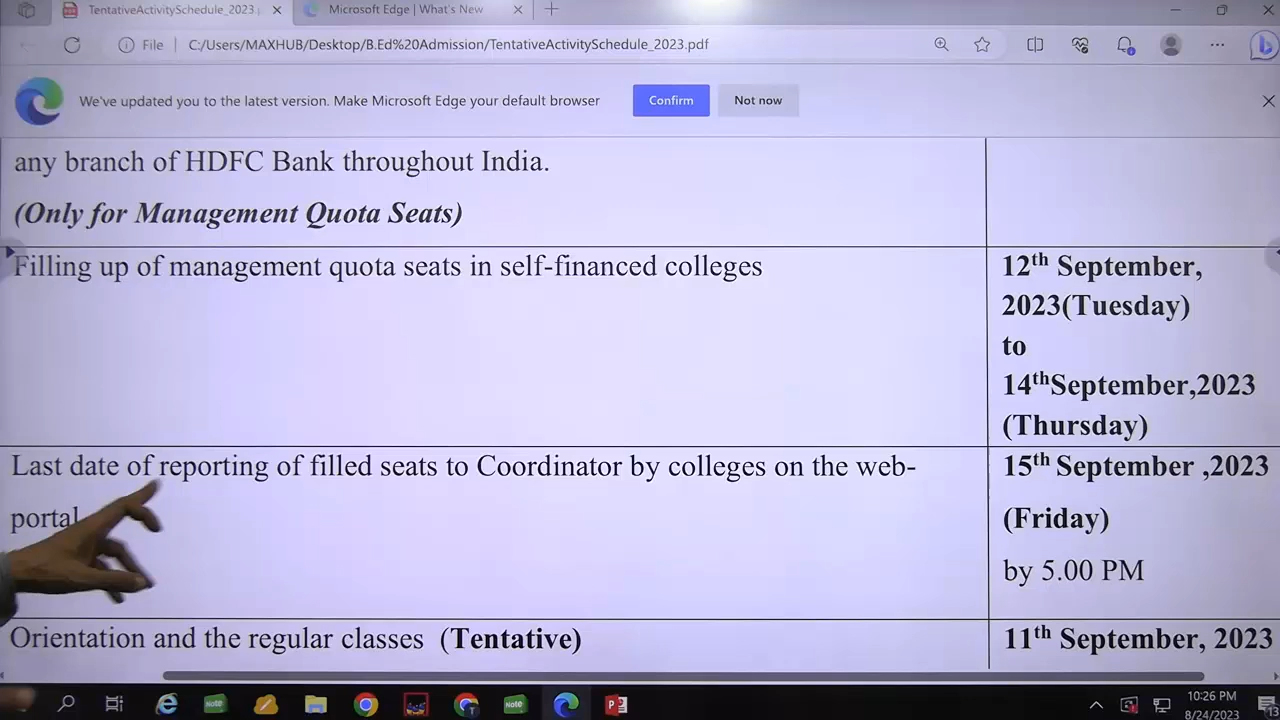 TentativeActivitySchedule_2023
Microsoft Edge | What's New
File
C:/Users/MAXHUB/Desktop/B.Ed%20Admission/TentativeActivitySchedule_2023.pdf
We've updated you to the latest version. Make Microsoft Edge your default browser
Confirm
Not now
any branch of HDFC Bank throughout India.
(Only for Management Quota Seats)
Filling up of management quota seats in self-financed colleges
12th September,
2023(Tuesday)
to
14thSeptember,2023
(Thursday)
Last date of reporting of filled seats to Coordinator by colleges on the web-
portal
15th September ,2023
(Friday)
by 5.00 PM
Orientation and the regular classes (Tentative)
11th September, 2023
Note
Note
10:26 PM
8/24/2023